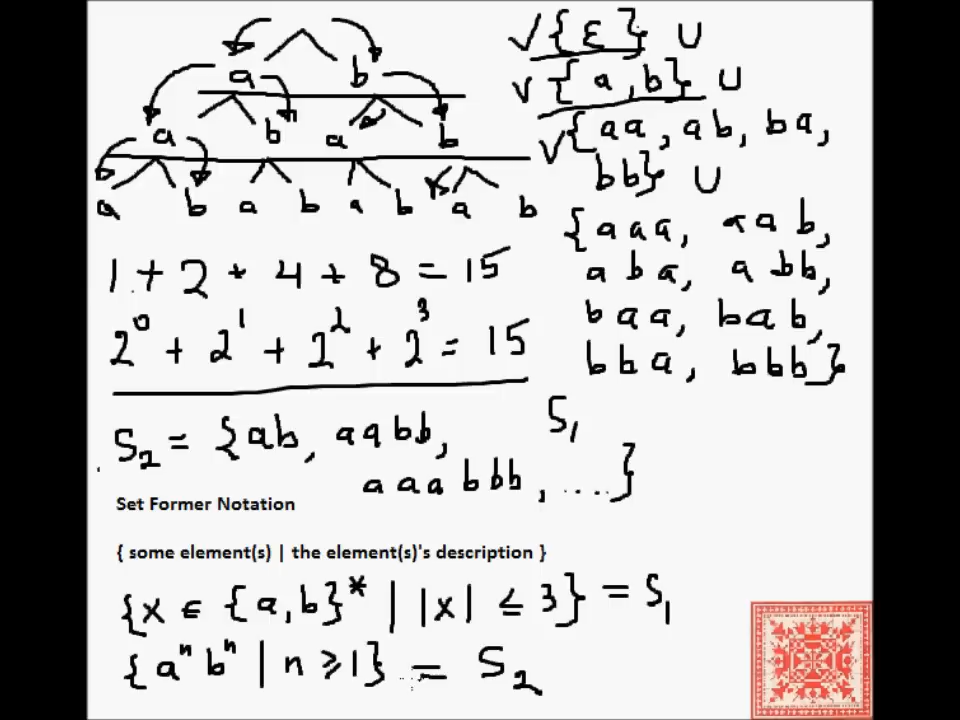 a b
a b a b
a b a b a b a b
✓{ε} ∪
✓{a,b} ∪
✓{aa, ab, ba,
bb} ∪
{aaa, aab,
aba, abb,
baa, bab,
bba, bbb}
1 + 2 + 4 + 8 = 15
2⁰ + 2¹ + 2² + 2³ = 15
S₁
S₂ = {ab, aabb,
aaabbb, ....}
Set Former Notation
{ some element(s) | the element(s)'s description }
{x ∈ {a,b}* | |x| ≤ 3} = S₁
{aⁿbⁿ | n ≥ 1} = S₂